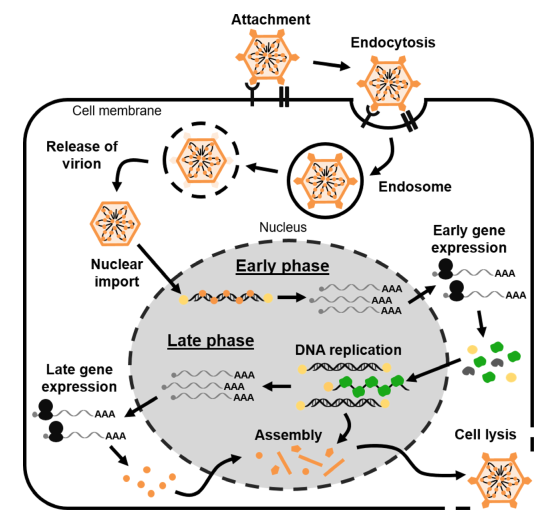 Attachment
Endocytosis
Cell membrane
Release of
virion
Endosome
Nucleus
Early gene
expression
Nuclear
import
Early phase
AAA
AAA
AAA
AAA
AAA
Late phase
DNA replication
Late gene
expression
AAA
AAA
AAA
AAA
AAA
Assembly
Cell lysis